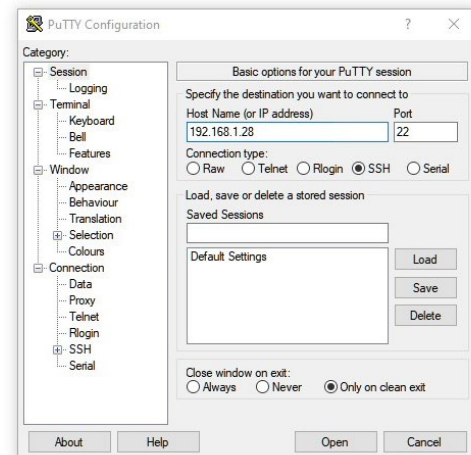 PuTTY Configuration
Category:
Session
Logging
Terminal
Keyboard
Bell
Features
Window
Appearance
Behaviour
Translation
Selection
Colours
Connection
Data
Proxy
Telnet
Rlogin
SSH
Serial
Basic options for your PuTTY session
Specify the destination you want to connect to
Host Name (or IP address) Port
192.168.1.28 22
Connection type:
Raw Telnet Rlogin SSH Serial
Load, save or delete a stored session
Saved Sessions
Default Settings
Load
Save
Delete
Close window on exit:
Always Never Only on clean exit
About Help Open Cancel